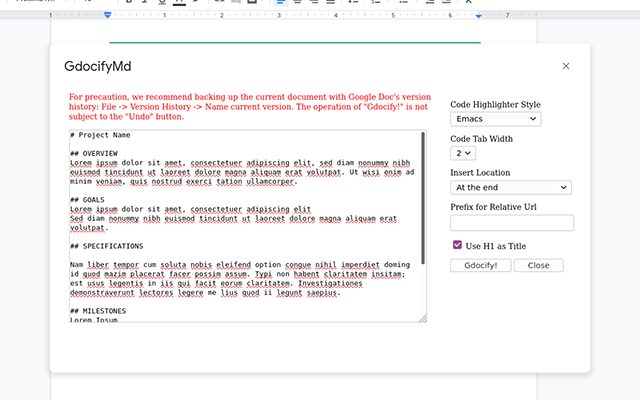 1 1 2 3 4 5 6 7
GdocifyMd
For precaution, we recommend backing up the current document with Google Doc's version
history: File -> Version History -> Name current version. The operation of "Gdocify!" is not
subject to the "Undo" button.
# Project Name
## OVERVIEW
Lorem ipsum dolor sit amet, consectetuer adipiscing elit, sed diam nonummy nibh
euismod tincidunt ut laoreet dolore magna aliquam erat volutpat. Ut wisi enim ad
minim veniam, quis nostrud exerci tation ullamcorper.
## GOALS
Lorem ipsum dolor sit amet, consectetuer adipiscing elit
Sed diam nonummy nibh euismod tincidunt ut laoreet dolore magna aliquam erat
volutpat.
## SPECIFICATIONS
Nam liber tempor cum soluta nobis eleifend option congue nihil imperdiet doming
id quod mazim placerat facer possim assum. Typi non habent claritatem insitam;
est usus legentis in iis qui facit eorum claritatem. Investigationes
demonstraverunt lectores legere me lius quod ii legunt saepius.
## MILESTONES
Lorem Ipsum
Code Highlighter Style
Emacs
Code Tab Width
2
Insert Location
At the end
Prefix for Relative Url
Use H1 as Title
Gdocify!
Close